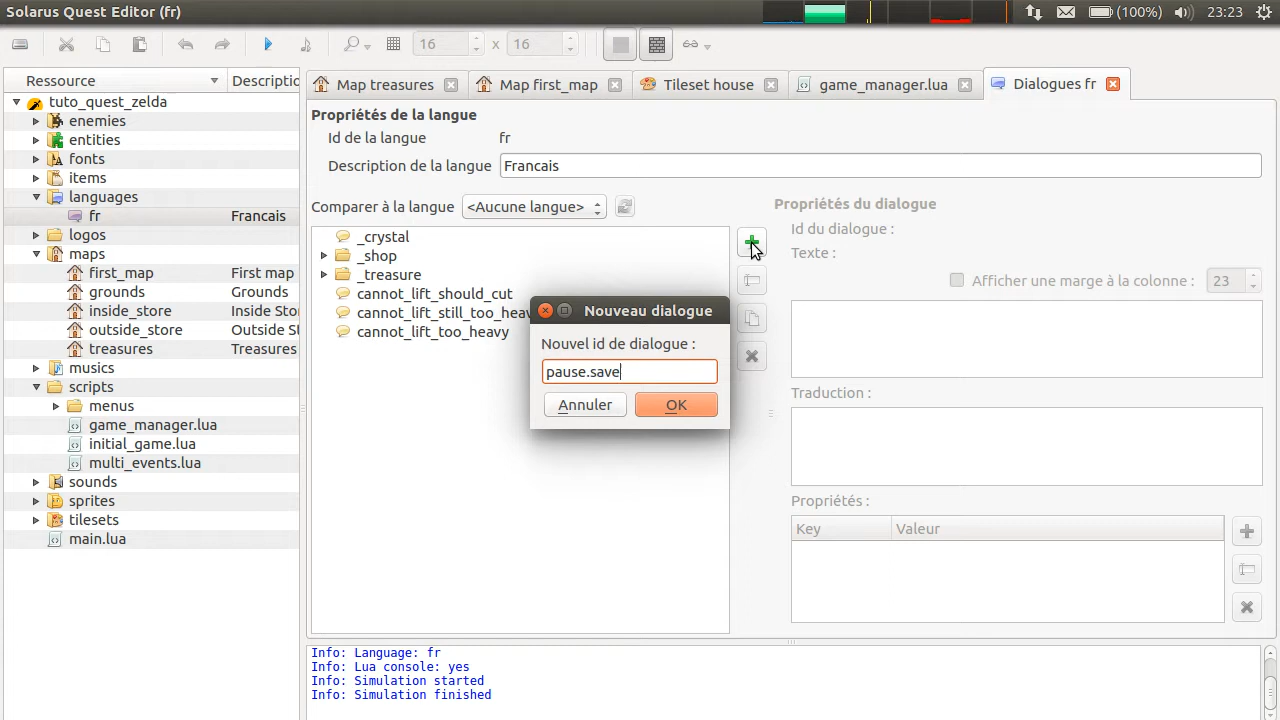 Solarus Quest Editor (fr)
(100%)
23:23
16
x
16
Ressource
Descriptio
tuto_quest_zelda
enemies
entities
fonts
items
languages
fr
Francais
logos
maps
first_map
First map
grounds
Grounds
inside_store
Inside Stor
outside_store
Outside St
treasures
Treasures
musics
scripts
menus
game_manager.lua
initial_game.lua
multi_events.lua
sounds
sprites
tilesets
main.lua
Map treasures
Map first_map
Tileset house
game_manager.lua
Dialogues fr
Propriétés de la langue
Id de la langue
fr
Description de la langue
Francais
Comparer à la langue
<Aucune langue>
_crystal
_shop
_treasure
cannot_lift_should_cut
cannot_lift_still_too_heav
cannot_lift_too_heavy
Nouveau dialogue
Nouvel id de dialogue :
pause.save
Annuler
OK
Propriétés du dialogue
Id du dialogue :
Texte :
Afficher une marge à la colonne :
23
Traduction :
Propriétés :
Key
Valeur
Info: Language: fr
Info: Lua console: yes
Info: Simulation started
Info: Simulation finished